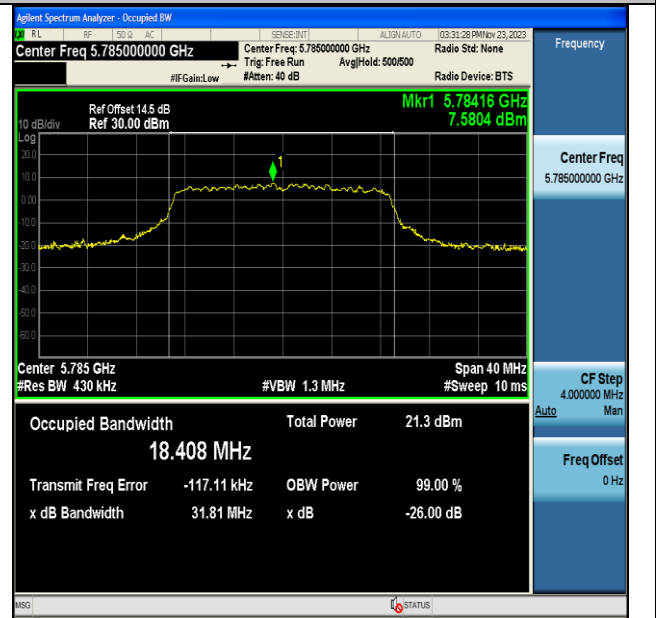 Agilent Spectrum Analyzer - Occupied BW
RL RF 50 Ω AC SENSE:INT ALIGN AUTO 03:31:28 PM Nov 23, 2023
Center Freq 5.785000000 GHz
Center Freq: 5.785000000 GHz
Radio Std: None
Trig: Free Run Avg|Hold: 500/500
#IFGain:Low #Atten: 40 dB Radio Device: BTS
Frequency
Ref Offset 14.5 dB
Mkr1 5.78416 GHz
10 dB/div Ref 30.00 dBm
7.5804 dBm
Log
20.0
10.0
0.00
-10.0
-20.0
-30.0
-40.0
-50.0
-60.0
1
Center 5.785 GHz Span 40 MHz
#Res BW 430 kHz #VBW 1.3 MHz #Sweep 10 ms
Occupied Bandwidth Total Power 21.3 dBm
18.408 MHz
Transmit Freq Error -117.11 kHz OBW Power 99.00 %
x dB Bandwidth 31.81 MHz x dB -26.00 dB
Center Freq
5.785000000 GHz
CF Step
4.000000 MHz
Auto Man
Freq Offset
0 Hz
MSG STATUS